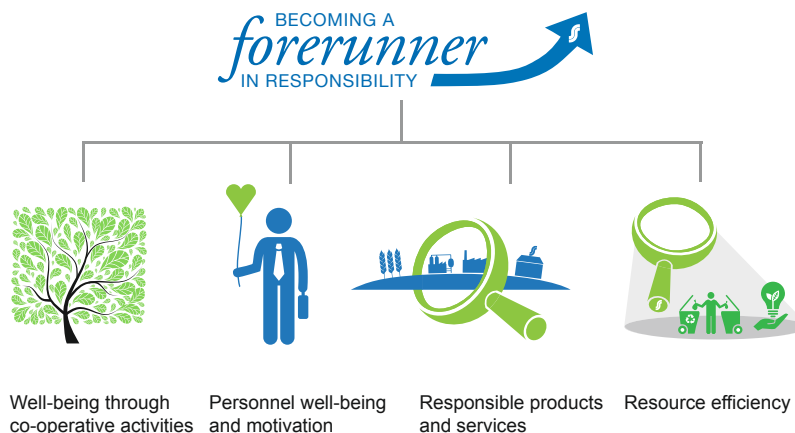 BECOMING A
forerunner
IN RESPONSIBILITY
Well-being through
co-operative activities
Personnel well-being
and motivation
Responsible products
and services
Resource efficiency